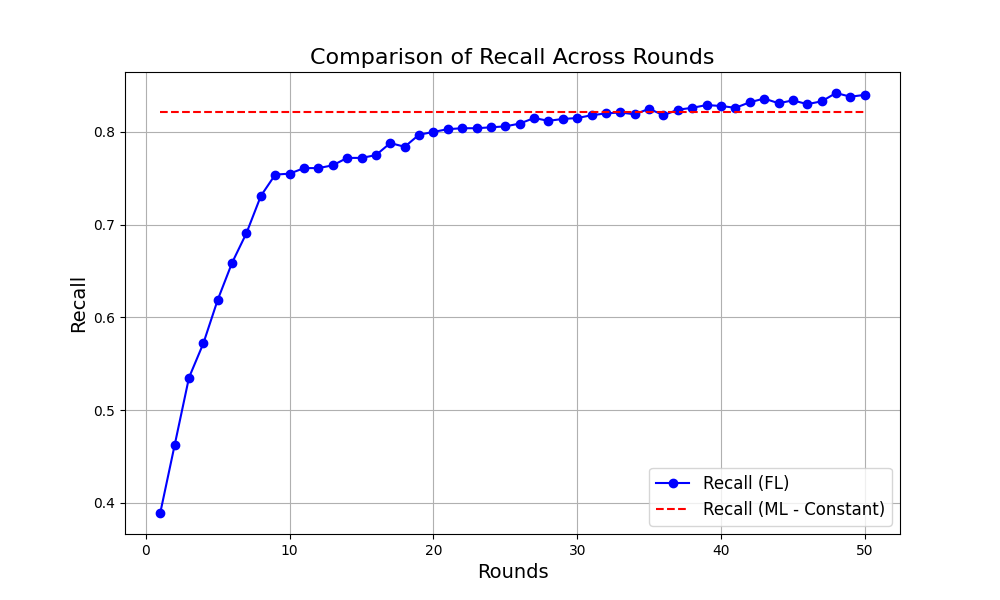 Comparison of Recall Across Rounds
Recall
0.8
0.7
0.6
0.5
0.4
0
10
20
30
40
50
Rounds
Recall (FL)
Recall (ML - Constant)